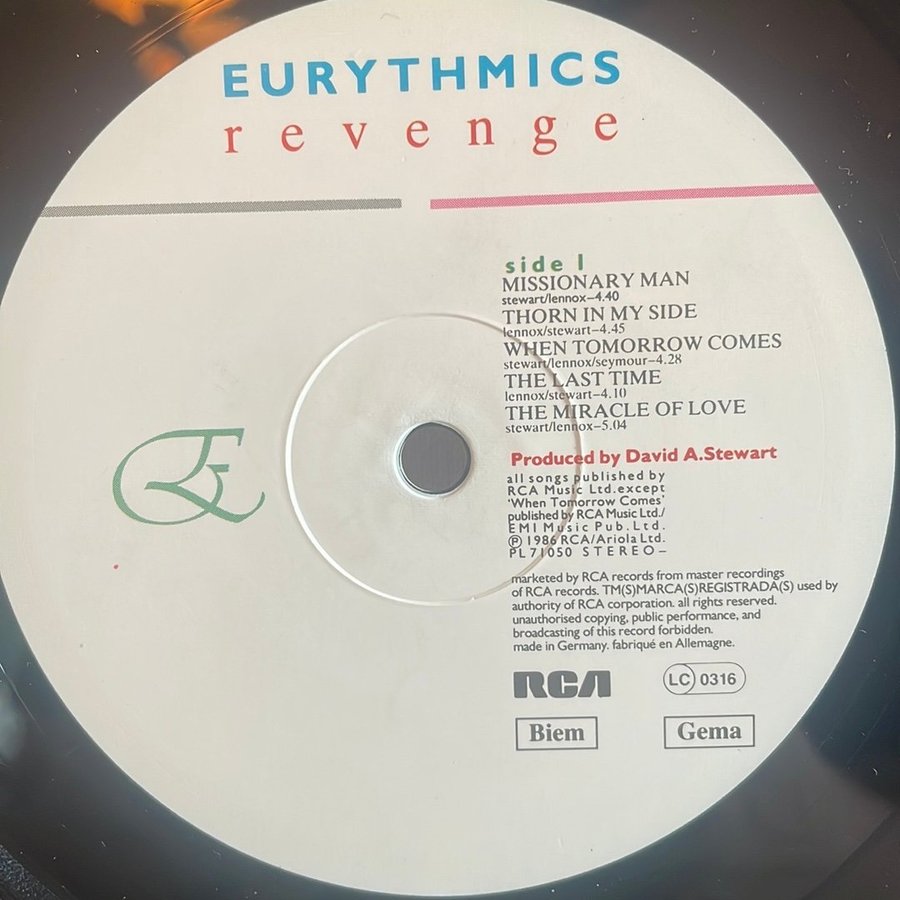 EURYTHMICS
revenge
side 1
MISSIONARY MAN
stewart/lennox–4.40
THORN IN MY SIDE
lennox/stewart–4.45
WHEN TOMORROW COMES
stewart/lennox/seymour–4.28
THE LAST TIME
lennox/stewart–4.10
THE MIRACLE OF LOVE
stewart/lennox–5.04
Produced by David A.Stewart
all songs published by
RCA Music Ltd.except
'When Tomorrow Comes'
published by RCA Music Ltd./
EMI Music Pub.Ltd.
℗ 1986 RCA/Ariola Ltd.
PL71050 STEREO–
marketed by RCA records from master recordings
of RCA records. TM(S)MARCA(S)REGISTRADA(S) used by
authority of RCA corporation. all rights reserved.
unauthorised copying, public performance, and
broadcasting of this record forbidden.
made in Germany. fabriqué en Allemagne.
RCA LC 0316
Biem Gema